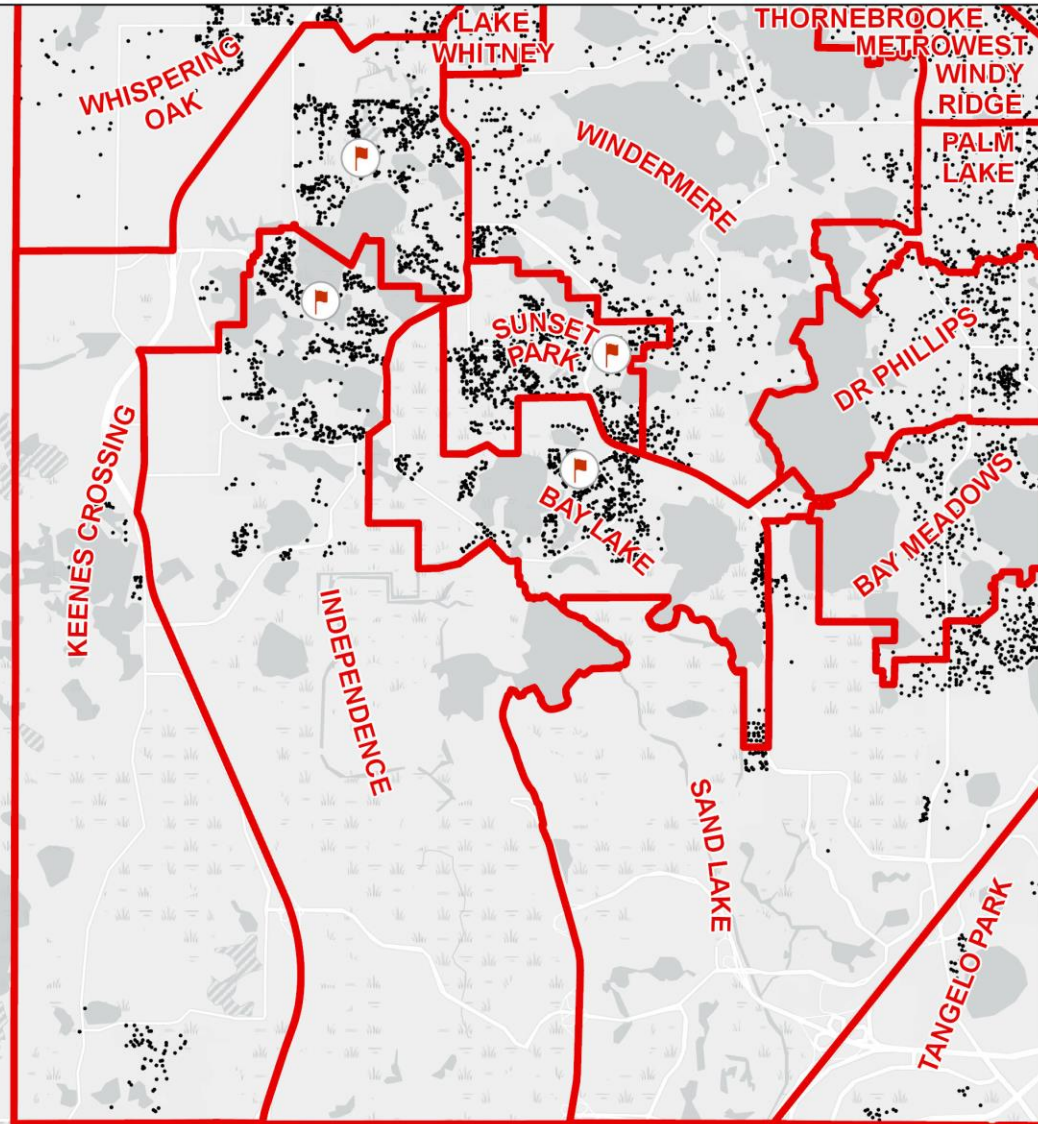 LAKE
WHITNEY
THORNEBROOKE
METROWEST
WINDY
RIDGE
WHISPERING
OAK
PALM
LAKE
WINDERMERE
SUNSET
PARK
DR PHILLIPS
KEENES CROSSING
BAY LAKE
BAY MEADOWS
INDEPENDENCE
SAND LAKE
TANGELO PARK